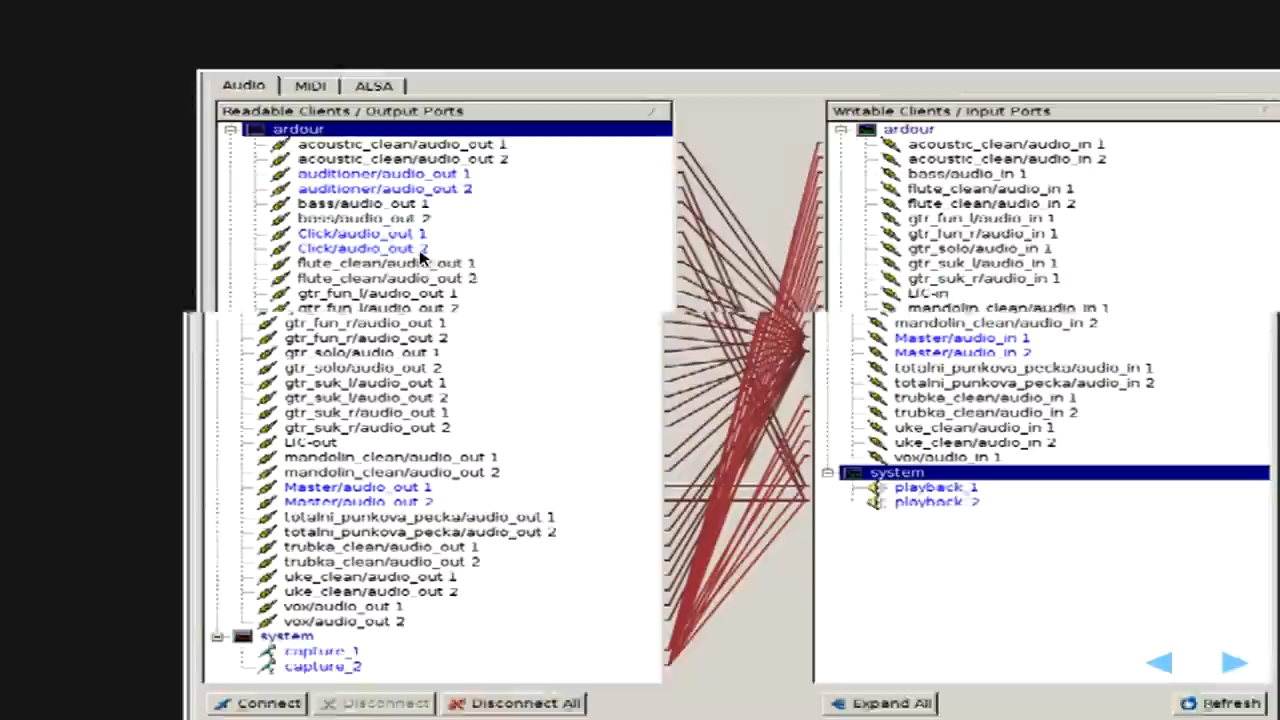 Audio MIDI ALSA
Readable Clients / Output Ports
ardour
acoustic_clean/audio_out 1
acoustic_clean/audio_out 2
auditioner/audio_out 1
auditioner/audio_out 2
bass/audio_out 1
bass/audio_out 2
Click/audio_out 1
Click/audio_out 2
flute_clean/audio_out 1
flute_clean/audio_out 2
gtr_fun_l/audio_out 1
gtr_fun_l/audio_out 2
gtr_fun_r/audio_out 1
gtr_fun_r/audio_out 2
gtr_solo/audio_out 1
gtr_solo/audio_out 2
gtr_suk_l/audio_out 1
gtr_suk_l/audio_out 2
gtr_suk_r/audio_out 1
gtr_suk_r/audio_out 2
LTC-out
mandolin_clean/audio_out 1
mandolin_clean/audio_out 2
Master/audio_out 1
Master/audio_out 2
totalni_punkova_pecka/audio_out 1
totalni_punkova_pecka/audio_out 2
trubka_clean/audio_out 1
trubka_clean/audio_out 2
uke_clean/audio_out 1
uke_clean/audio_out 2
vox/audio_out 1
vox/audio_out 2
system
capture_1
capture_2
Writable Clients / Input Ports
ardour
acoustic_clean/audio_in 1
acoustic_clean/audio_in 2
bass/audio_in 1
flute_clean/audio_in 1
flute_clean/audio_in 2
gtr_fun_l/audio_in 1
gtr_fun_r/audio_in 1
gtr_solo/audio_in 1
gtr_suk_l/audio_in 1
gtr_suk_r/audio_in 1
LTC-in
mandolin_clean/audio_in 1
mandolin_clean/audio_in 2
Master/audio_in 1
Master/audio_in 2
totalni_punkova_pecka/audio_in 1
totalni_punkova_pecka/audio_in 2
trubka_clean/audio_in 1
trubka_clean/audio_in 2
uke_clean/audio_in 1
uke_clean/audio_in 2
vox/audio_in 1
system
playback_1
playback_2
Connect Disconnect Disconnect All Expand All Refresh